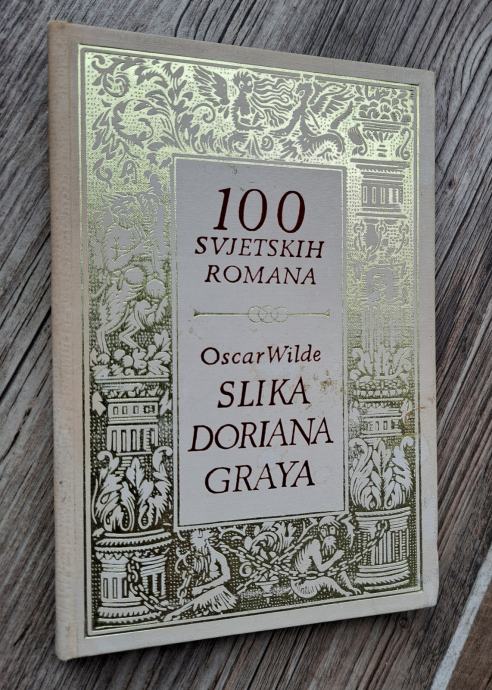 100
SVJETSKIH
ROMANA
Oscar Wilde
SLIKA
DORIANA
GRAYA